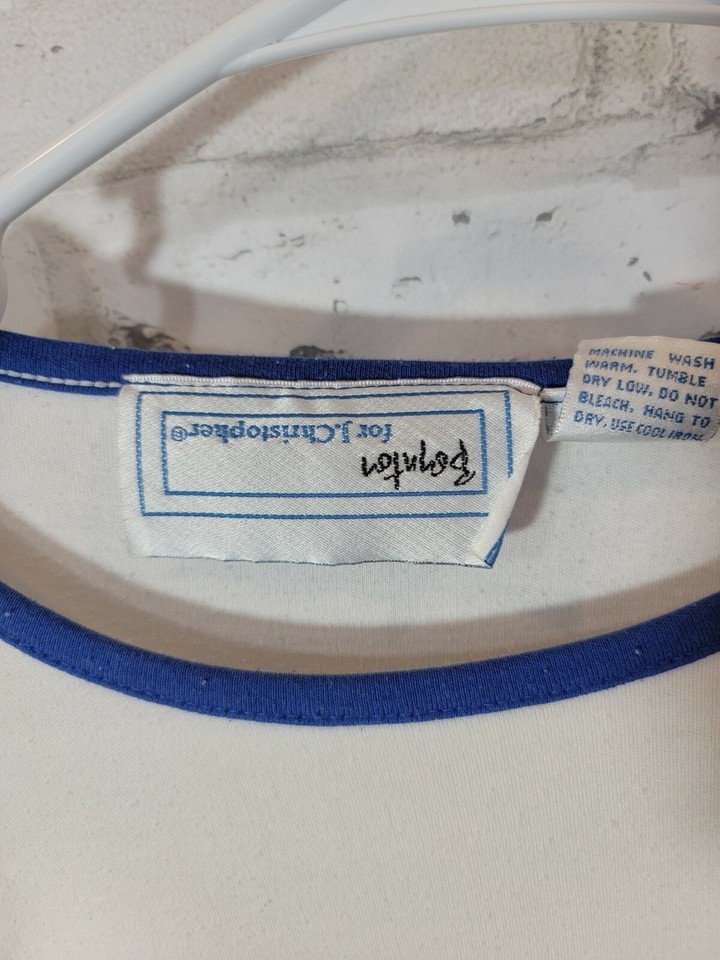 Boynton
for J.Christopher®
MACHINE WASH
WARM. TUMBLE
DRY LOW. DO NOT
BLEACH. HANG TO
DRY. USE COOL IRON